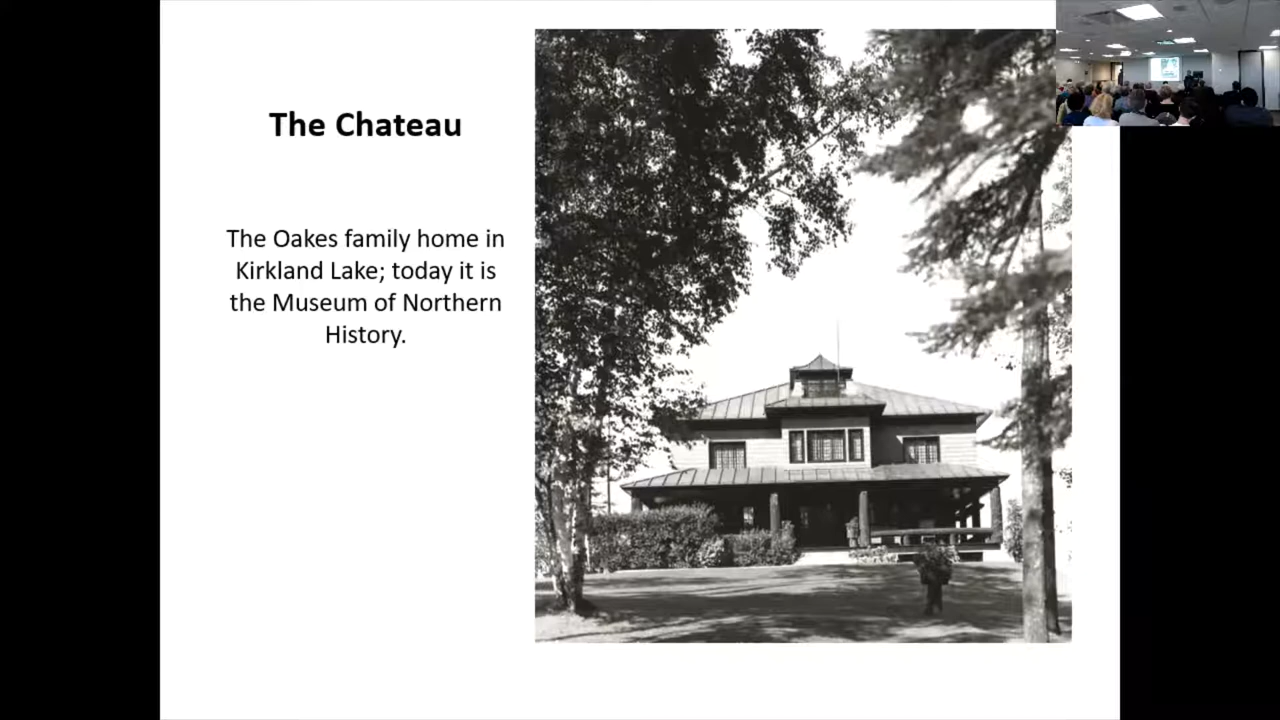 The Chateau
The Oakes family home in
Kirkland Lake; today it is
the Museum of Northern
History.